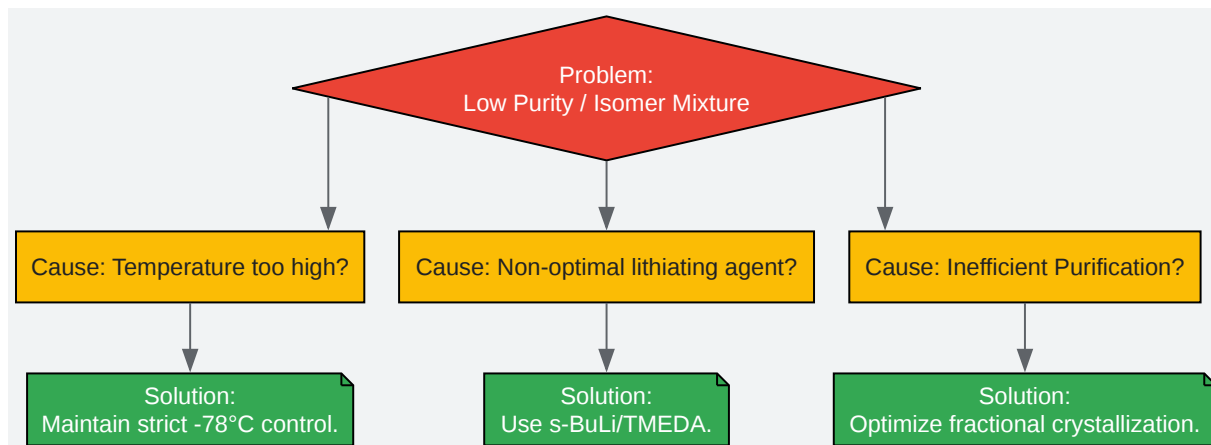 Problem:
Low Purity / Isomer Mixture
Cause: Temperature too high?
Cause: Non-optimal lithiating agent?
Cause: Inefficient Purification?
Solution:
Maintain strict -78°C control.
Solution:
Use s-BuLi/TMEDA.
Solution:
Optimize fractional crystallization.